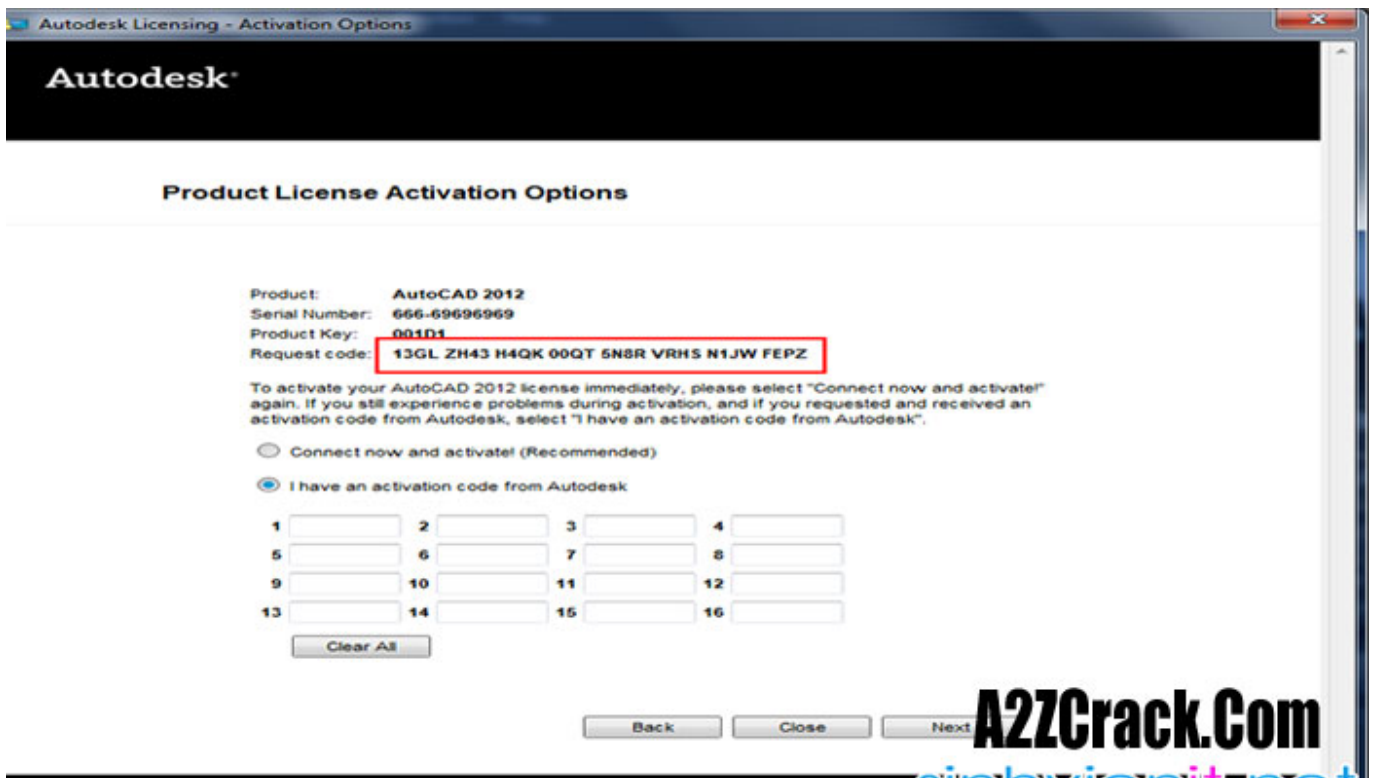 Autodesk Licensing - Activation Options
Autodesk
Product License Activation Options
Product: AutoCAD 2012
Serial Number: 666-69696969
Product Key: 001D1
Request code: 13GL ZH43 H4QK 00QT 5N8R VRHS N1JW FEPZ
To activate your AutoCAD 2012 license immediately, please select "Connect now and activate!"
again. If you still experience problems during activation, and if you requested and received an
activation code from Autodesk, select "I have an activation code from Autodesk".
Connect now and activate! (Recommended)
I have an activation code from Autodesk
1 2 3 4
5 6 7 8
9 10 11 12
13 14 15 16
Clear All
Back Close Next
A2ZCrack.Com